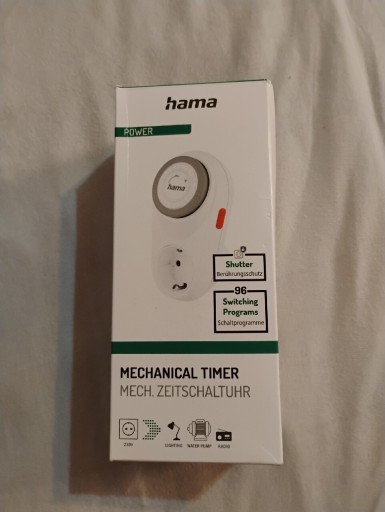 hama
POWER
hama
Shutter
Berührungsschutz
96
Switching
Programs
Schaltprogramme
MECHANICAL TIMER
MECH. ZEITSCHALTUHR
LIGHTING
WATER PUMP
RADIO